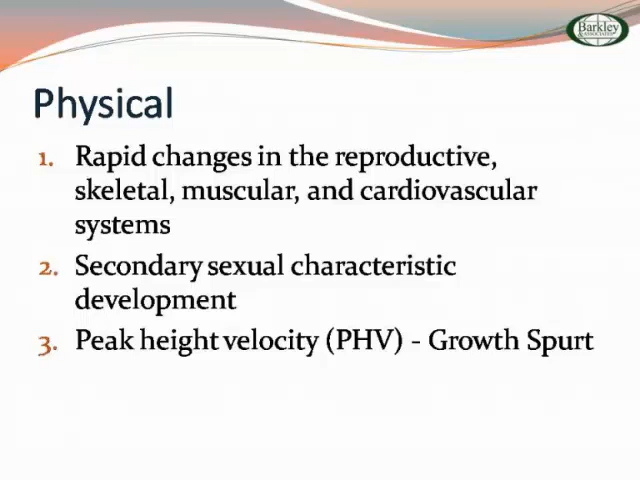 Barkley
& ASSOCIATES
Physical
1. Rapid changes in the reproductive,
skeletal, muscular, and cardiovascular
systems
2. Secondary sexual characteristic
development
3. Peak height velocity (PHV) - Growth Spurt